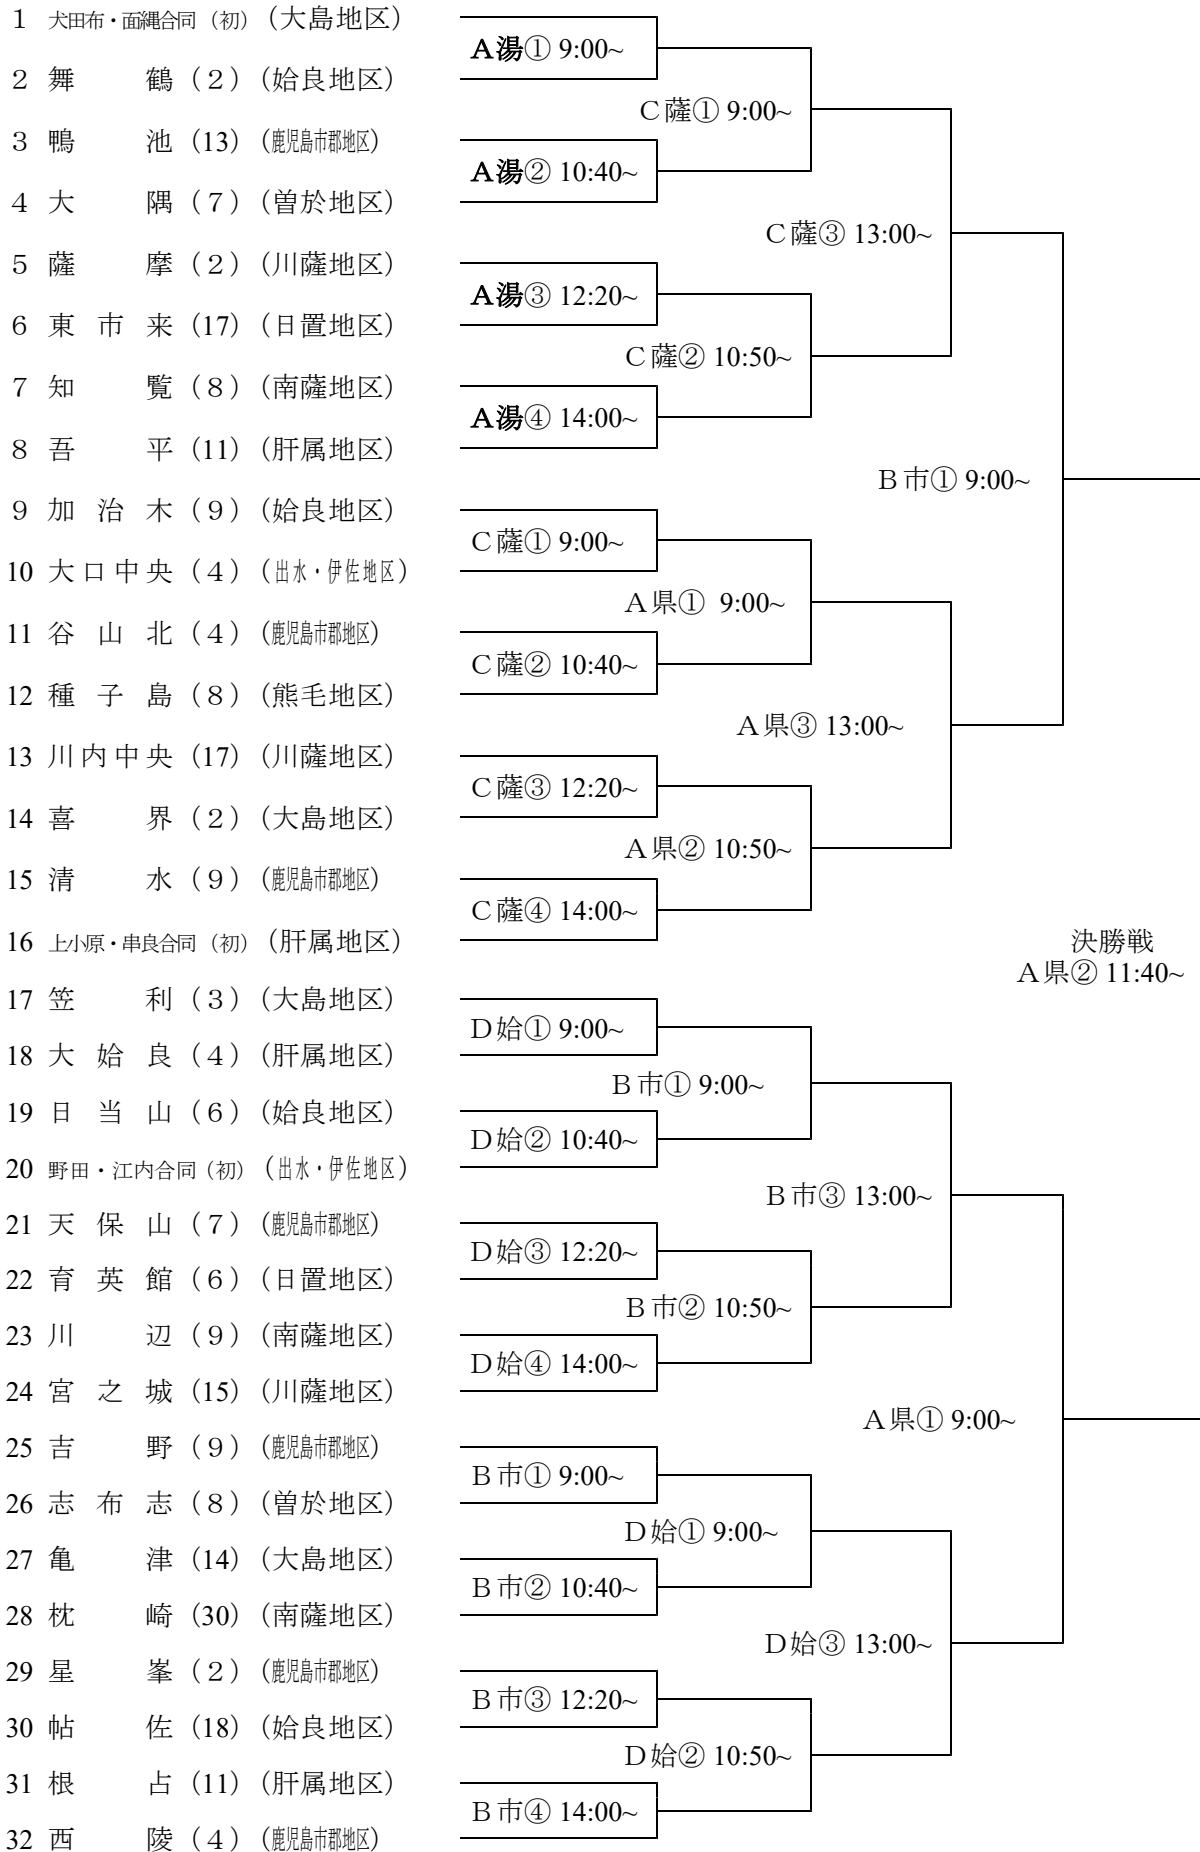 1 犬田布・面縄合同（初）（大島地区）
A湯① 9:00~
2 舞鶴（2）（姶良地区）
C薩① 9:00~
3 鴨池（13）（鹿児島市郡地区）
A湯② 10:40~
4 大隅（7）（曽於地区）
C薩③ 13:00~
5 薩摩（2）（川薩地区）
A湯③ 12:20~
6 東市来（17）（日置地区）
C薩② 10:50~
7 知覧（8）（南薩地区）
A湯④ 14:00~
8 吾平（11）（肝属地区）
B市① 9:00~
9 加治木（9）（姶良地区）
C薩① 9:00~
10 大口中央（4）（出水・伊佐地区）
A県① 9:00~
11 谷山北（4）（鹿児島市郡地区）
C薩② 10:40~
12 種子島（8）（熊毛地区）
A県③ 13:00~
13 川内中央（17）（川薩地区）
C薩③ 12:20~
14 喜界（2）（大島地区）
A県② 10:50~
15 清水（9）（鹿児島市郡地区）
C薩④ 14:00~
16 上小原・串良合同（初）（肝属地区）
決勝戦
A県② 11:40~
17 笠利（3）（大島地区）
D姶① 9:00~
18 大姶良（4）（肝属地区）
B市① 9:00~
19 日当山（6）（姶良地区）
D姶② 10:40~
20 野田・江内合同（初）（出水・伊佐地区）
B市③ 13:00~
21 天保山（7）（鹿児島市郡地区）
D姶③ 12:20~
22 育英館（6）（日置地区）
B市② 10:50~
23 川辺（9）（南薩地区）
D姶④ 14:00~
24 宮之城（15）（川薩地区）
A県① 9:00~
25 吉野（9）（鹿児島市郡地区）
B市① 9:00~
26 志布志（8）（曽於地区）
D姶① 9:00~
27 亀津（14）（大島地区）
B市② 10:40~
28 枕崎（30）（南薩地区）
D姶③ 13:00~
29 星峯（2）（鹿児島市郡地区）
B市③ 12:20~
30 帖佐（18）（姶良地区）
D姶② 10:50~
31 根占（11）（肝属地区）
B市④ 14:00~
32 西陵（4）（鹿児島市郡地区）